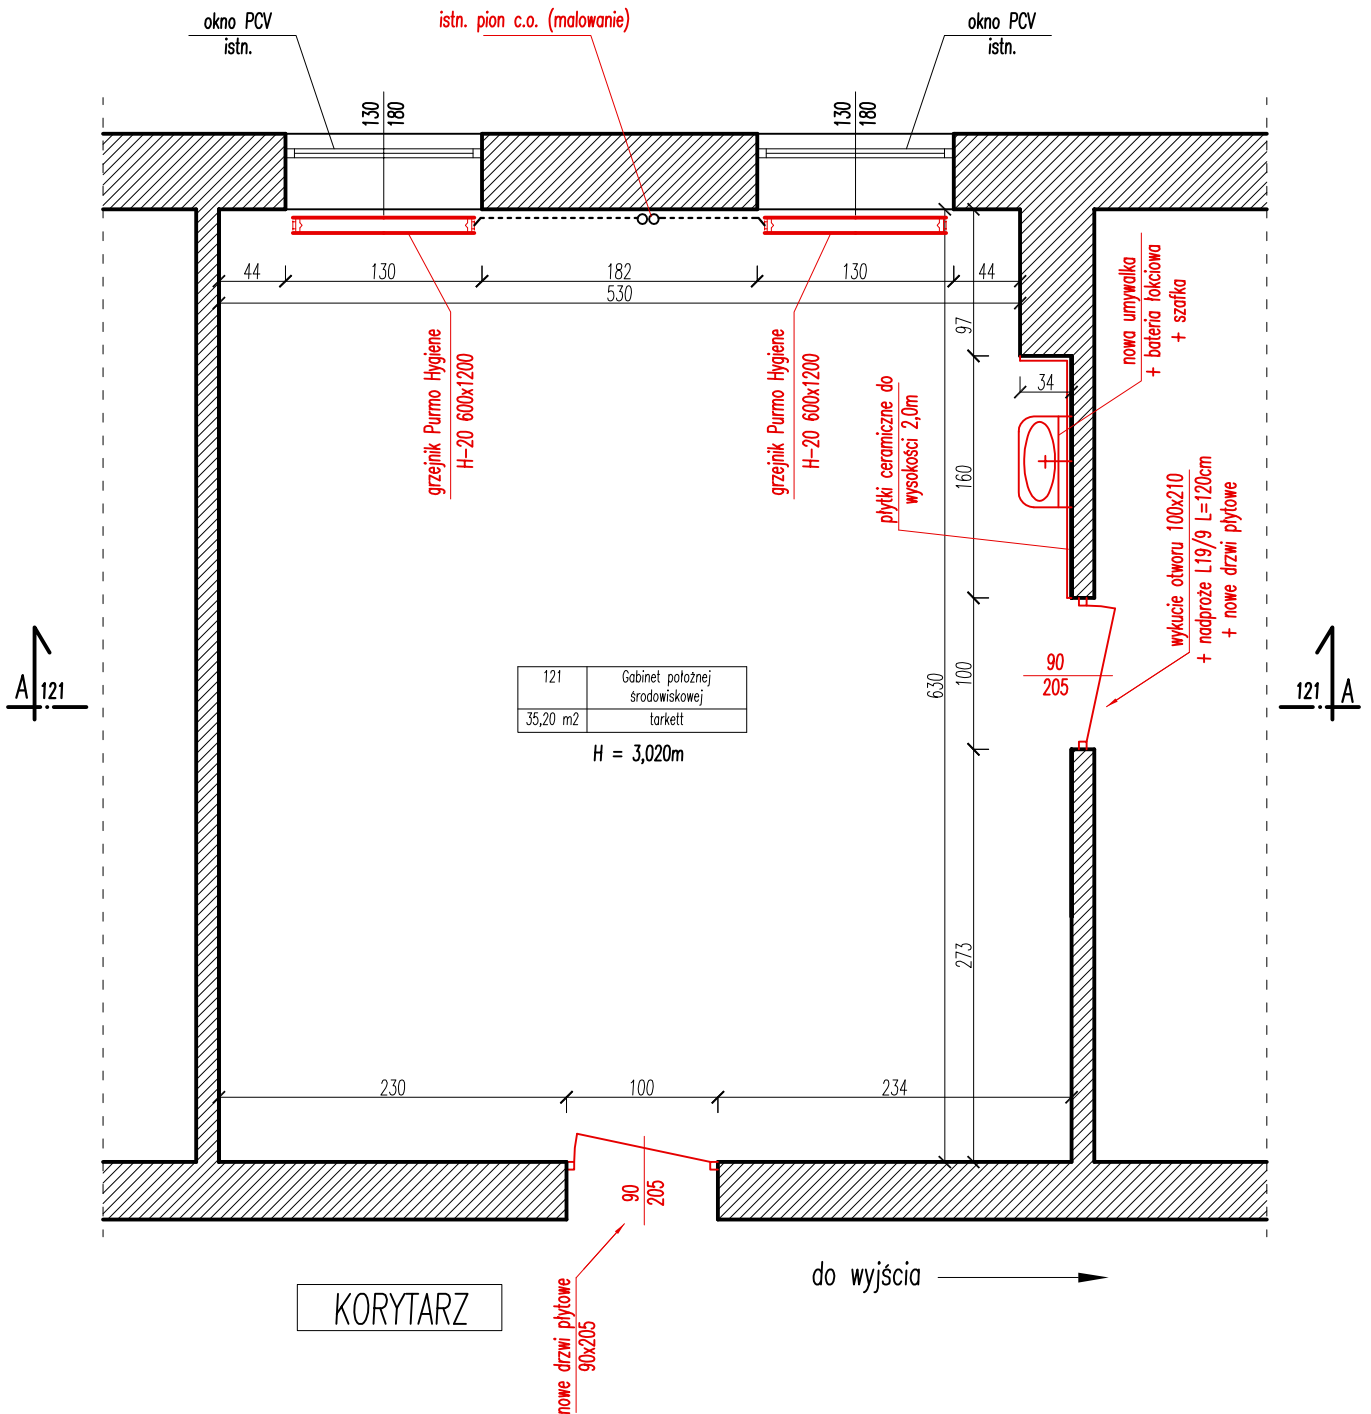 okno PCV
istn.
istn. pion c.o. (malowanie)
okno PCV
istn.
130
180
130
180
44
130
182
130
44
530
97
grzejnik Purmo Hygiene
H-20 600x1200
grzejnik Purmo Hygiene
H-20 600x1200
płytki ceramiczne do
wysokości 2,0m
34
nowa umywalka
+ bateria łokciowa
+ szafka
160
wykucie otworu 100x210
+ nadproże L19/9 L=120cm
+ nowe drzwi płytowe
A 121
121 Gabinet położnej
środowiskowej
35,20 m2 tarkett
H = 3,020m
630
100
90
205
121 A
273
230
100
234
90
205
nowe drzwi płytowe
90x205
do wyjścia
KORYTARZ